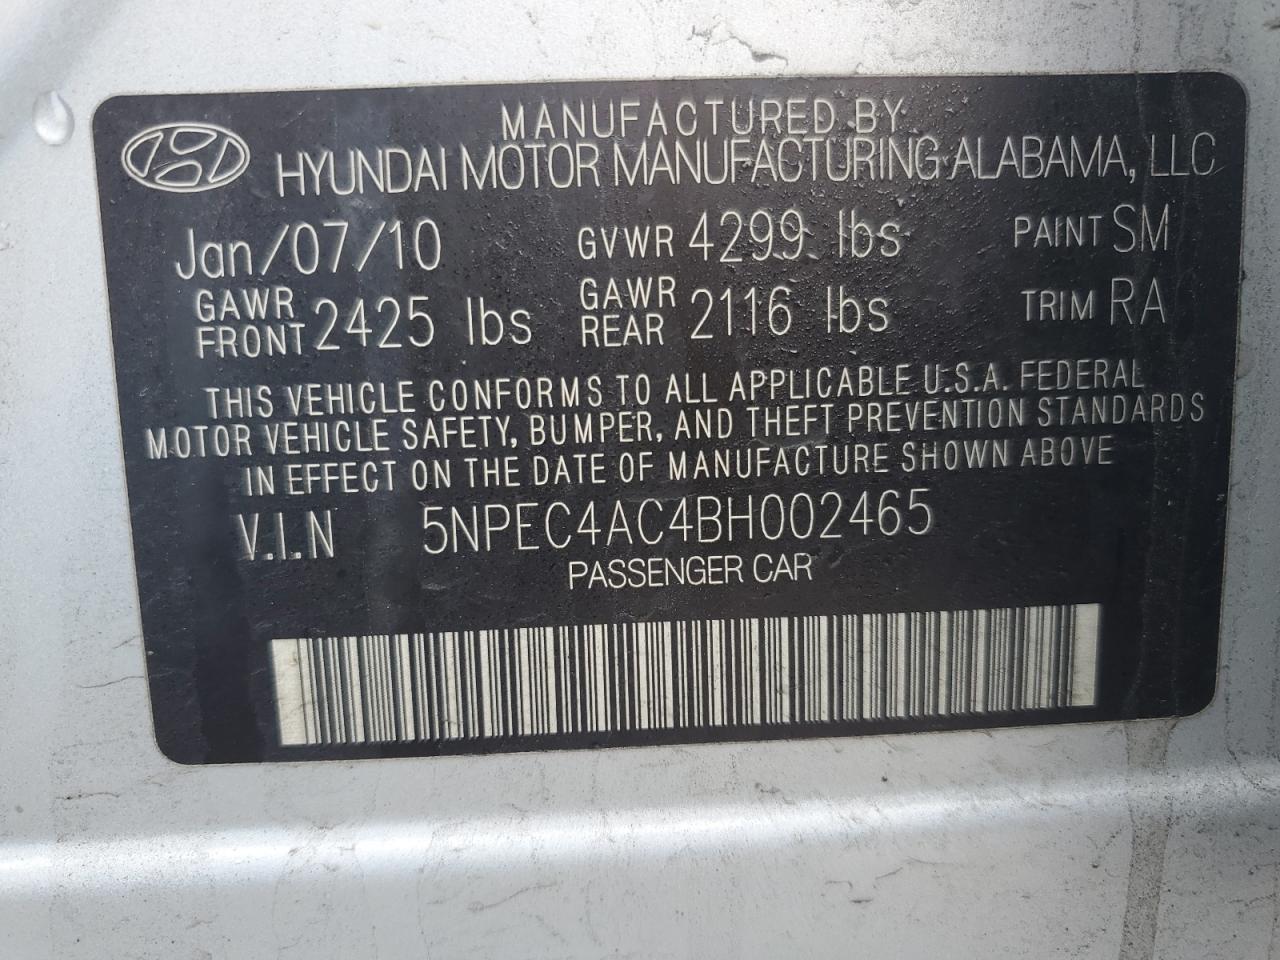 MANUFACTURED BY
HYUNDAI MOTOR MANUFACTURING ALABAMA, LLC
Jan/07/10 GVWR 4299 lbs PAINT SM
GAWR FRONT 2425 lbs GAWR REAR 2116 lbs TRIM RA
THIS VEHICLE CONFORMS TO ALL APPLICABLE U.S.A. FEDERAL
MOTOR VEHICLE SAFETY, BUMPER, AND THEFT PREVENTION STANDARDS
IN EFFECT ON THE DATE OF MANUFACTURE SHOWN ABOVE
V.I.N 5NPEC4AC4BH002465
PASSENGER CAR